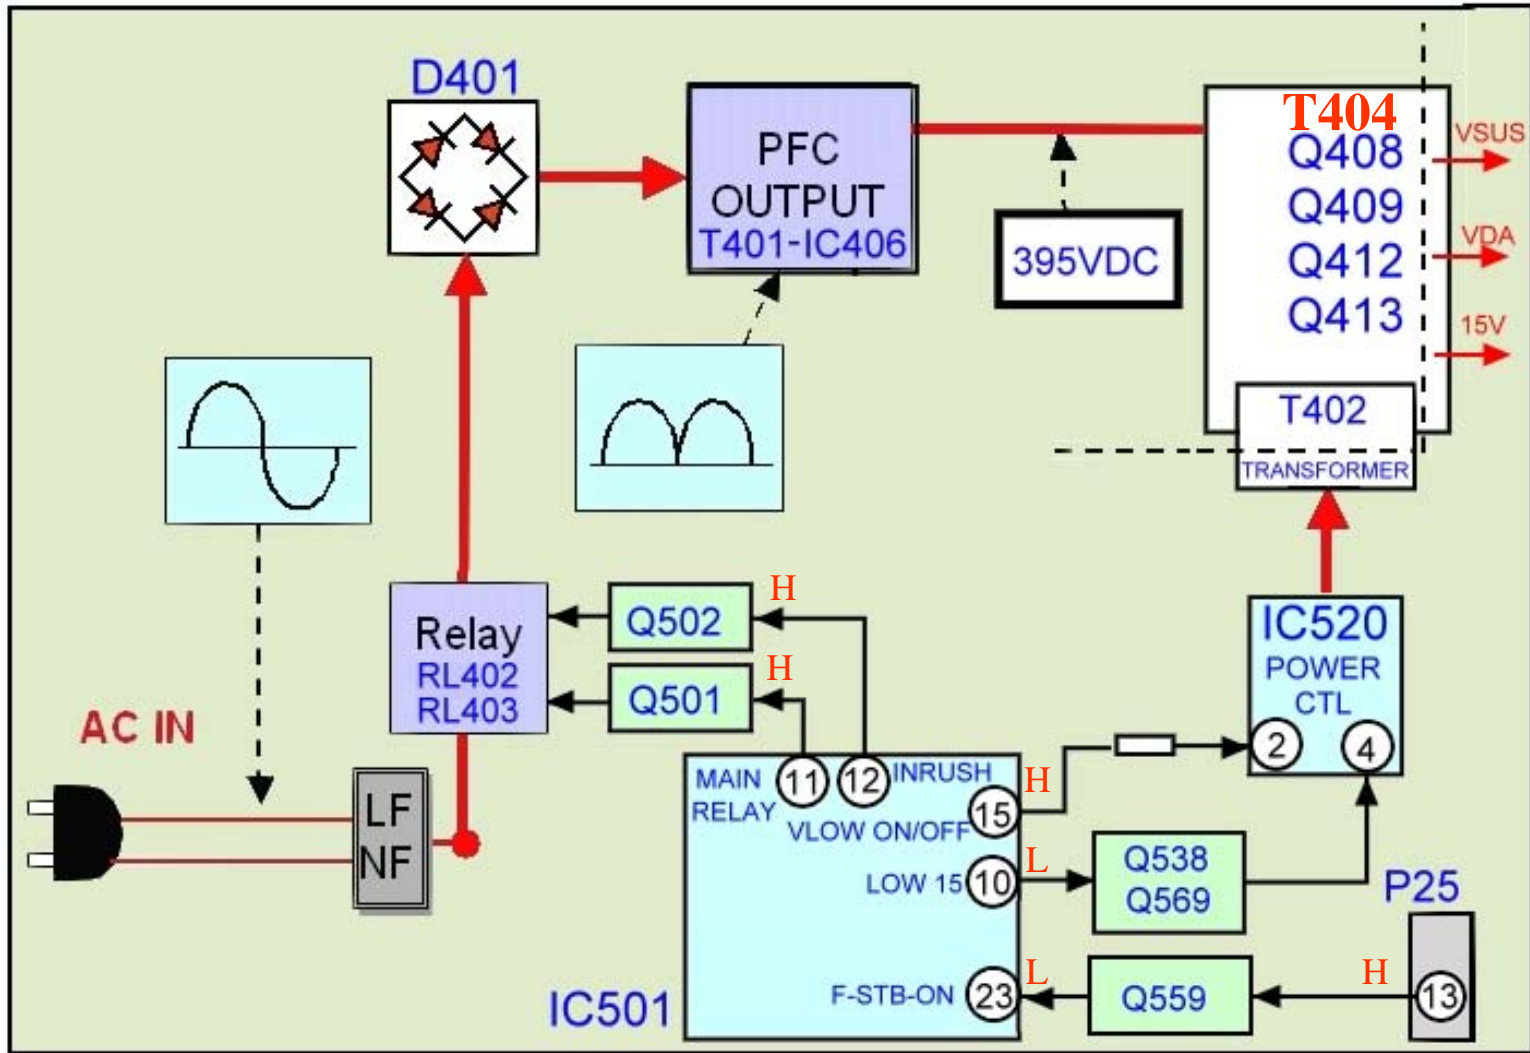 D401
T404
PFC
OUTPUT
T401-IC406
Q408
Q409
Q412
Q413
VSUS
VDA
15V
395VDC
T402
TRANSFORMER
Relay
RL402
RL403
Q502
H
Q501
H
IC520
POWER
CTL
2
4
AC IN
LF
NF
MAIN
RELAY
11
12
INRUSH
H
15
VLOW ON/OFF
LOW 15
10
L
Q538
Q569
P25
F-STB-ON
23
L
Q559
H
13
IC501